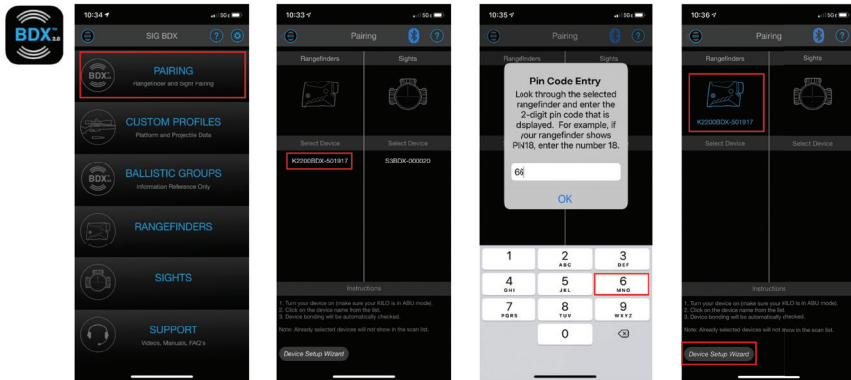 BDX™
2.0
10:34
5G E
SIG BDX
?
BDX™
PAIRING
Rangefinder and Sight Pairing
CUSTOM PROFILES
Platform and Projectile Data
BDX™
BALLISTIC GROUPS
Information Reference Only
RANGEFINDERS
SIGHTS
SUPPORT
Videos, Manuals, FAQ's
10:33
5G E
Pairing
?
Rangefinders
Sights
Select Device
Select Device
K2200BDX-501917
S3BDX-000020
Instructions
1. Turn your device on (make sure your KILO is in ABU mode).
2. Click on the device name from the list.
3. Device bonding will be automatically checked.
Note: Already selected devices will not show in the scan list.
Device Setup Wizard
10:35
5G E
Pairing
?
Rangefinders
Sights
Pin Code Entry
Look through the selected
rangefinder and enter the
2-digit pin code that is
displayed. For example, if
your rangefinder shows
PIN18, enter the number 18.
66
OK
1 2 3
ABC DEF
4 5 6
GHI JKL MNO
7 8 9
PQRS TUV WXYZ
0
10:36
5G E
Pairing
?
Rangefinders
Sights
K2200BDX-501917
Select Device
Select Device
Instructions
1. Turn your device on (make sure your KILO is in ABU mode).
2. Click on the device name from the list.
3. Device bonding will be automatically checked.
Note: Already selected devices will not show in the scan list.
Device Setup Wizard